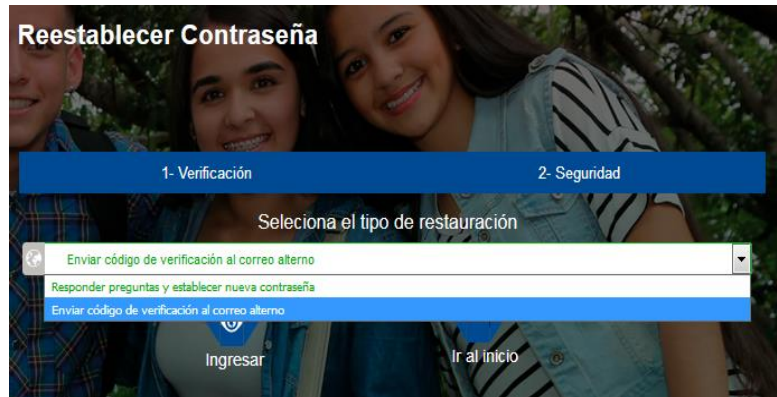 Reestablecer Contraseña
1- Verificación 2- Seguridad
Seleciona el tipo de restauración
Enviar código de verificación al correo alterno
Responder preguntas y establecer nueva contraseña
Enviar código de verificación al correo alterno
Ingresar Ir al inicio